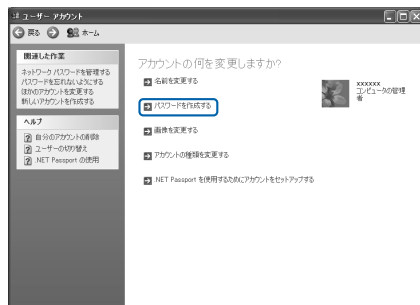 ユーザー アカウント
戻る ホーム
関連した作業
ネットワーク パスワードを管理する
パスワードを忘れないようにする
ほかのアカウントを変更する
新しいアカウントを作成する
ヘルプ
自分のアカウントの削除
ユーザーの切り替え
.NET Passport の使用
アカウントの何を変更しますか?
名前を変更する
パスワードを作成する
画像を変更する
アカウントの種類を変更する
.NET Passport を使用するためにアカウントをセットアップする
xxxxxx
コンピュータの管理
者